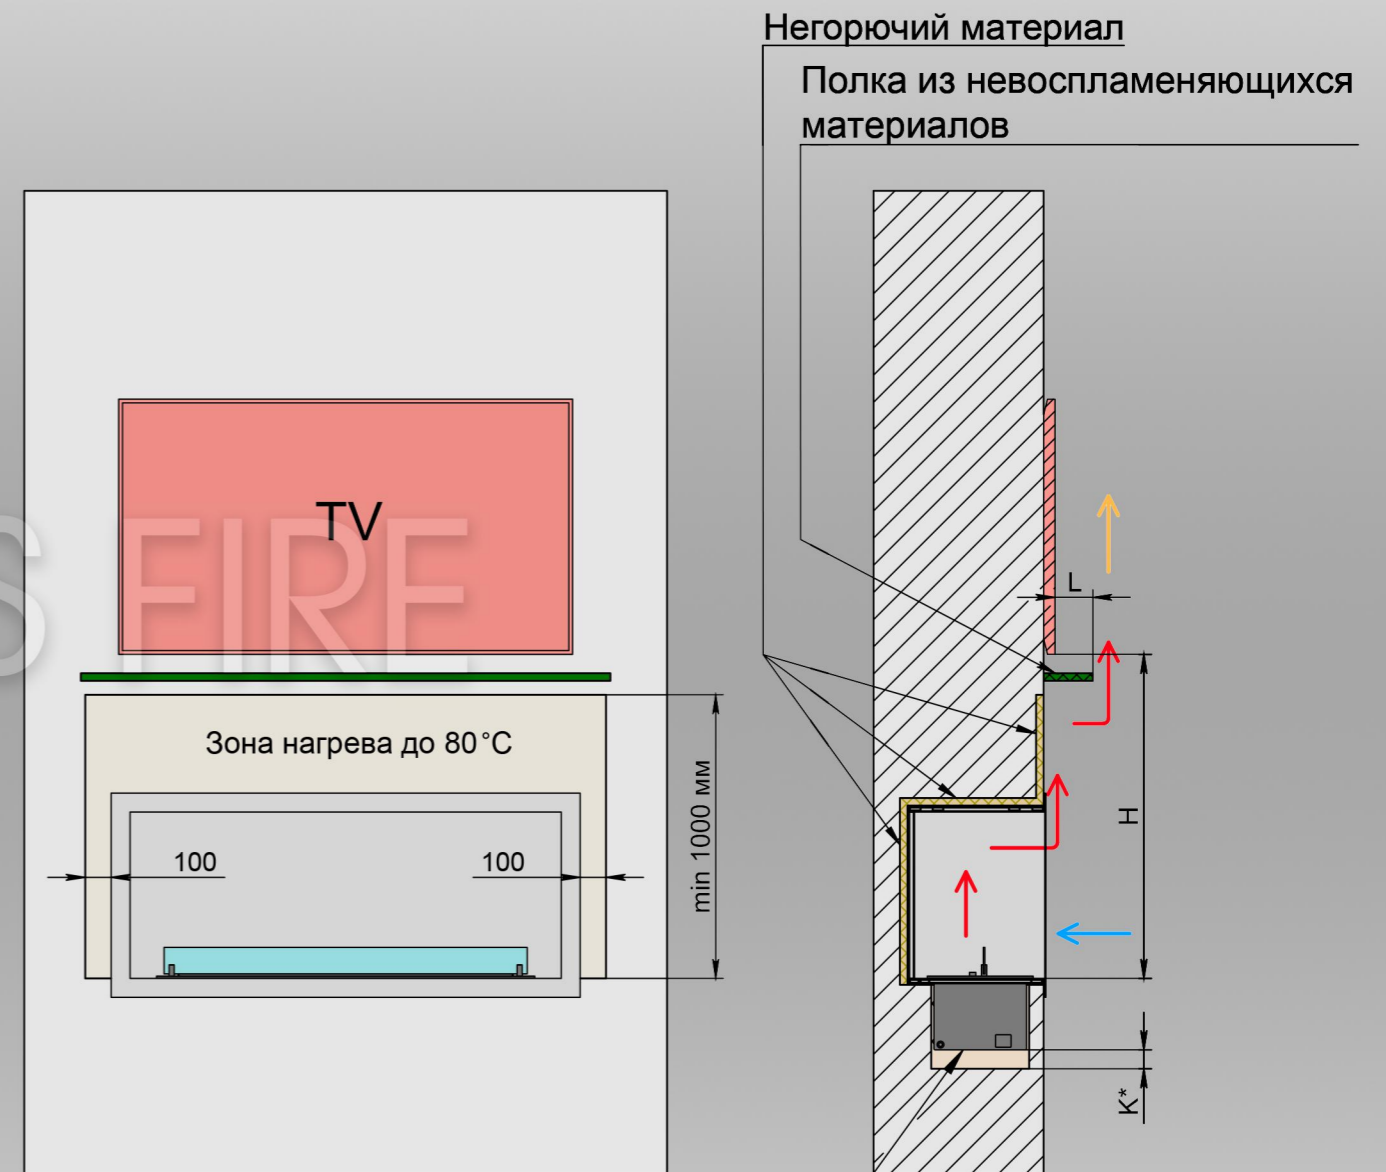 Негорючий материал
Полка из невоспламеняющихся
материалов
TV
S FIRE
L
Зона нагрева до 80°C
min 1000 мм
H
100
100
K*